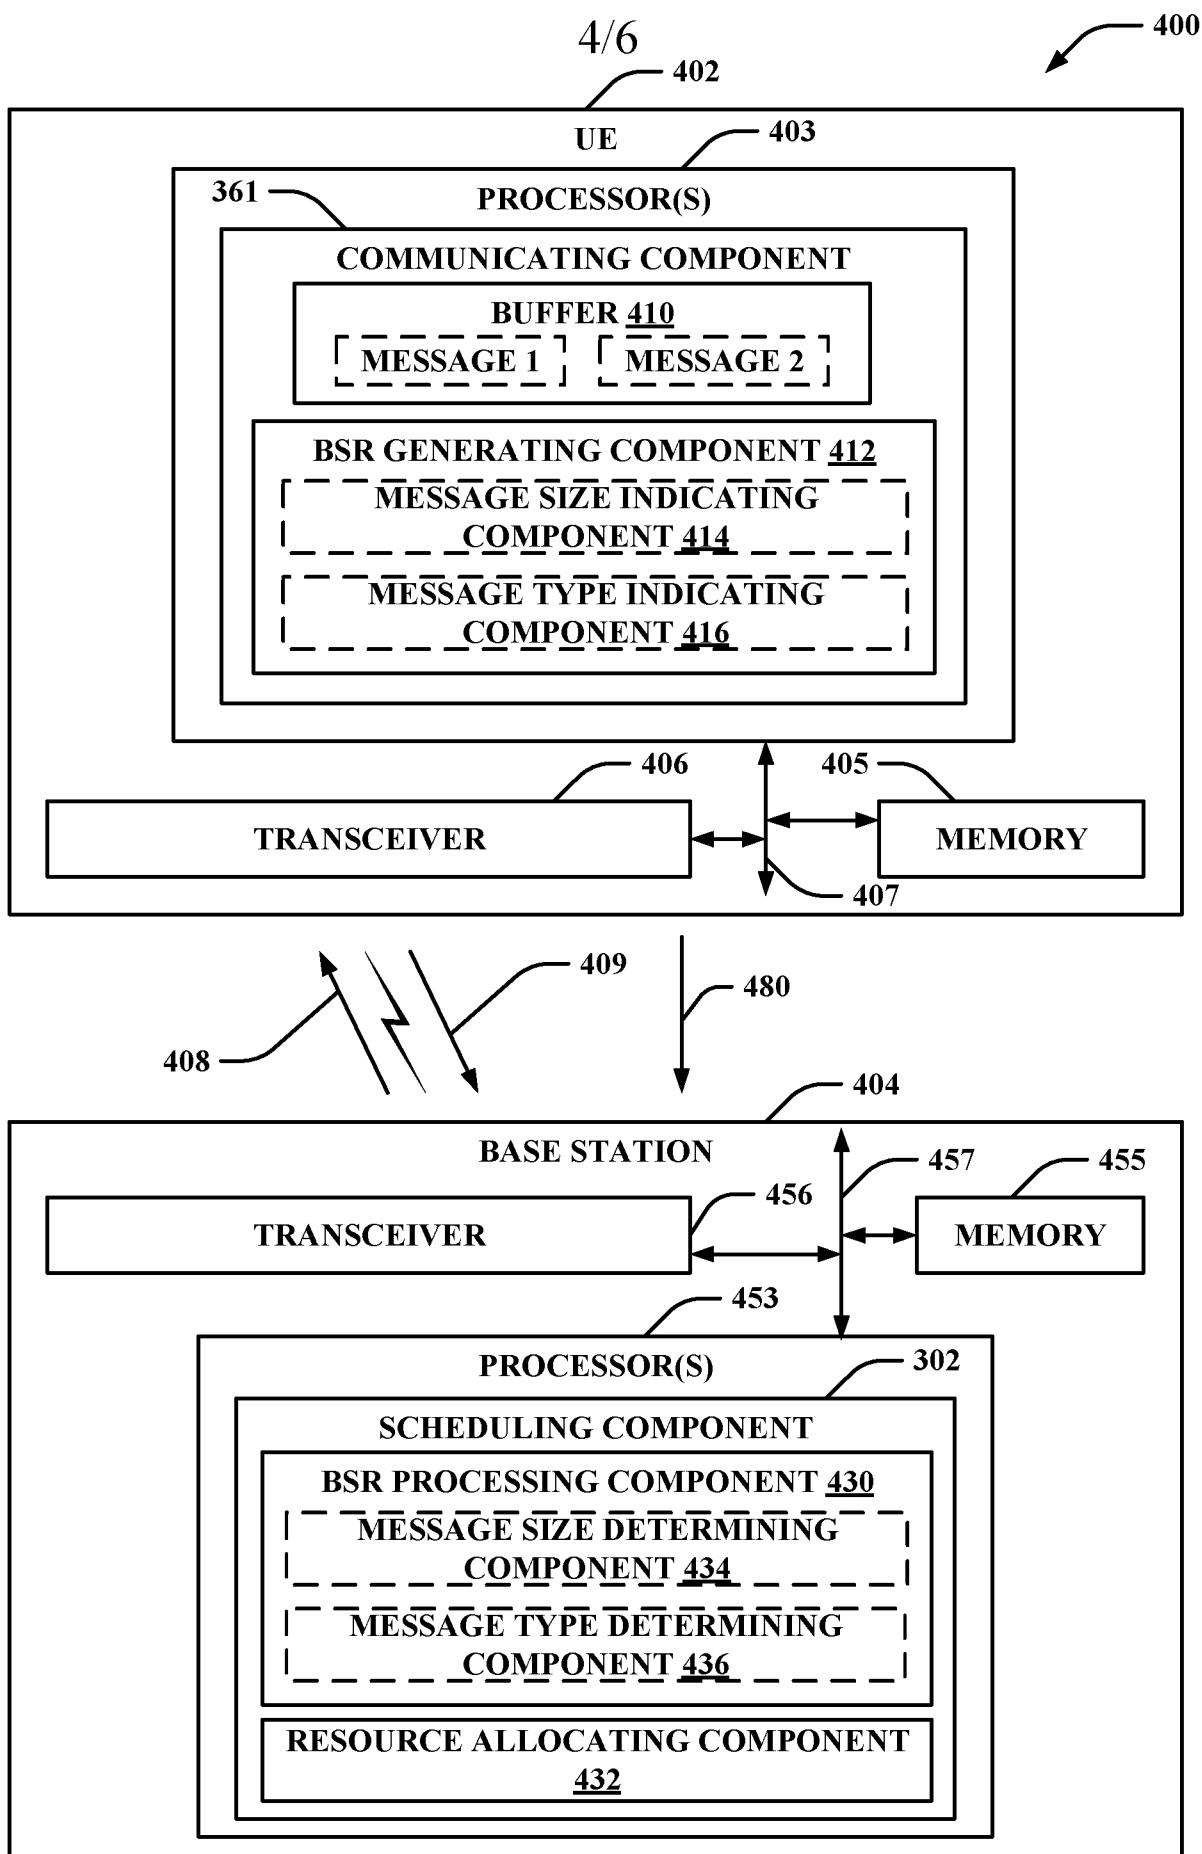 4/6
400
402
UE
403
361
PROCESSOR(S)
COMMUNICATING COMPONENT
BUFFER 410
MESSAGE 1
MESSAGE 2
BSR GENERATING COMPONENT 412
MESSAGE SIZE INDICATING
COMPONENT 414
MESSAGE TYPE INDICATING
COMPONENT 416
406
405
TRANSCEIVER
MEMORY
407
409
480
408
404
BASE STATION
457
455
456
TRANSCEIVER
MEMORY
453
PROCESSOR(S)
302
SCHEDULING COMPONENT
BSR PROCESSING COMPONENT 430
MESSAGE SIZE DETERMINING
COMPONENT 434
MESSAGE TYPE DETERMINING
COMPONENT 436
RESOURCE ALLOCATING COMPONENT
432